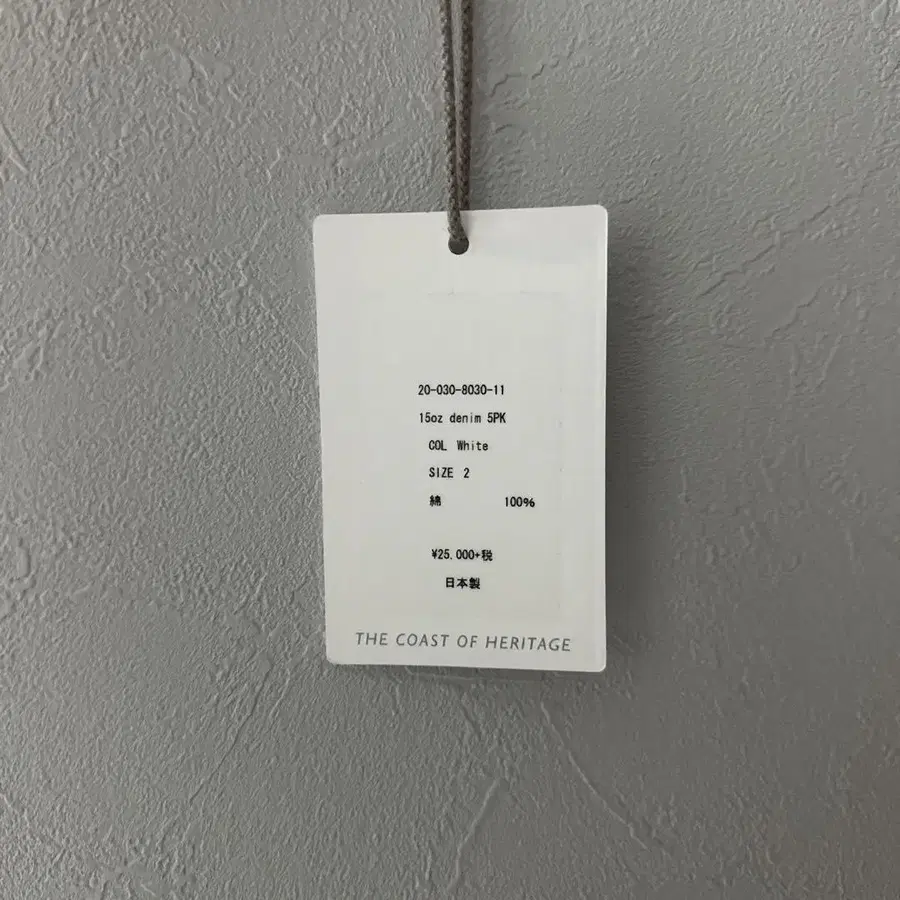 20-030-8030-11
15oz denim 5PK
COL White
SIZE 2
綿 100%
¥25.000+税
日本製
THE COAST OF HERITAGE